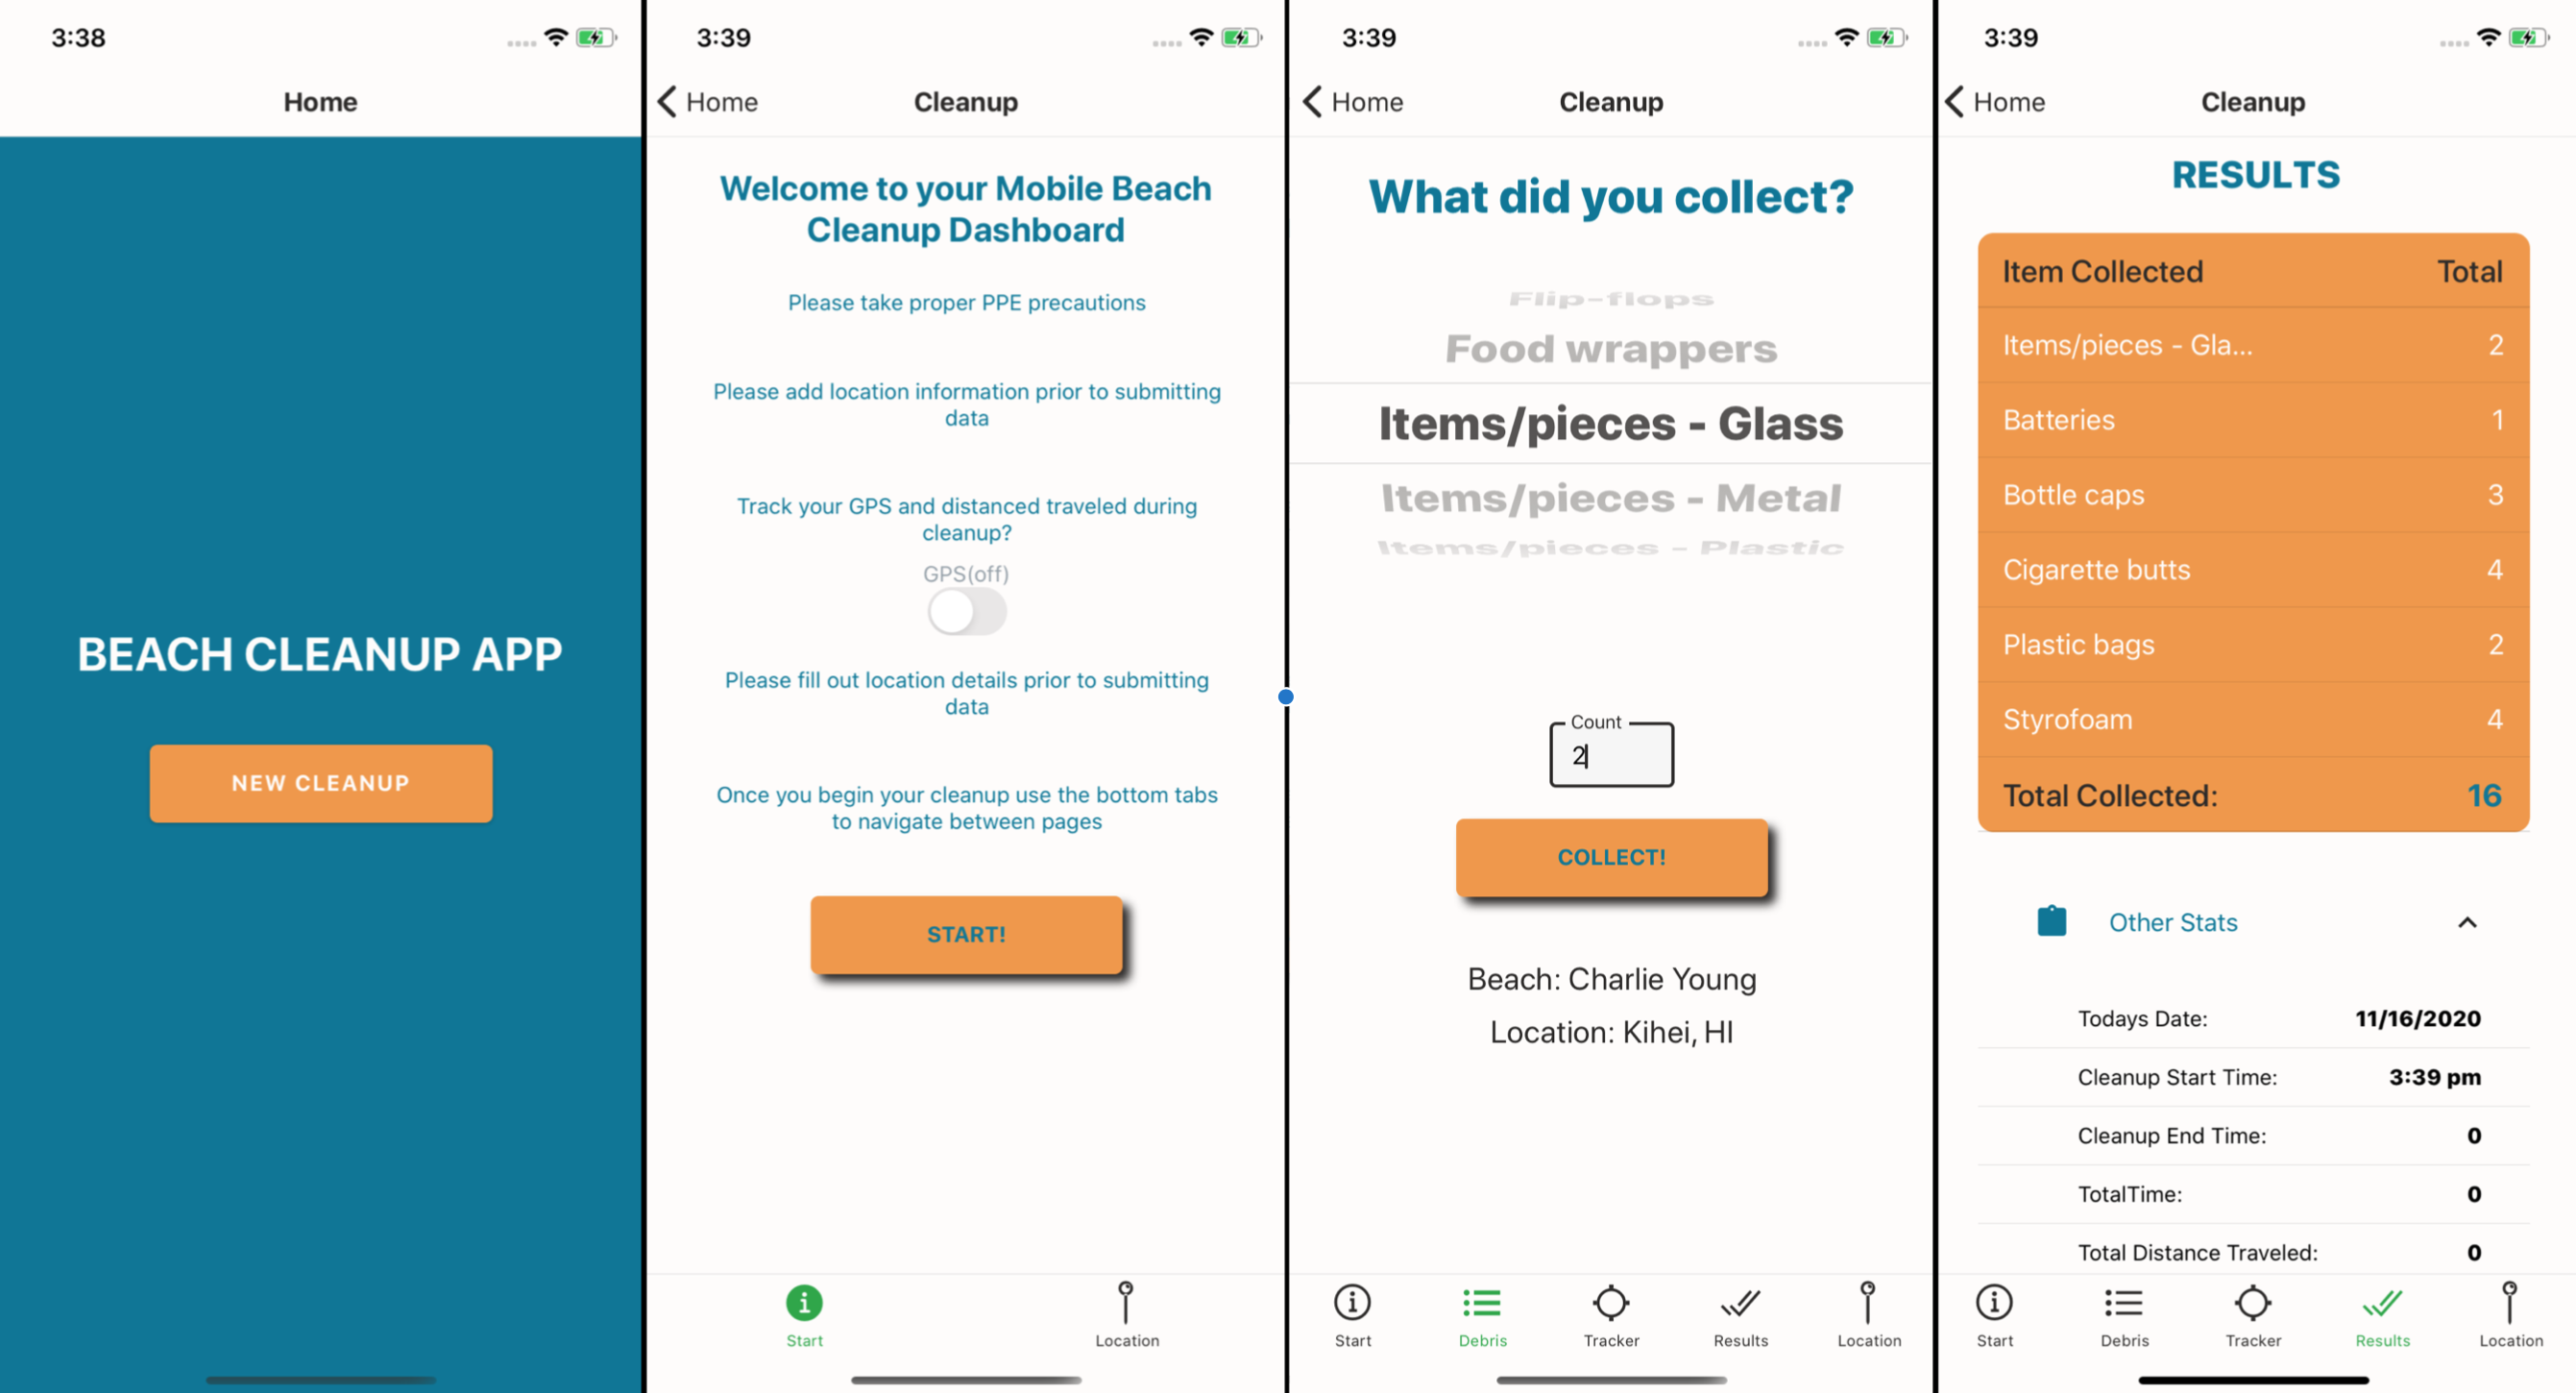 3:38
Home
BEACH CLEANUP APP
NEW CLEANUP
3:39
Home
Cleanup
Welcome to your Mobile Beach
Cleanup Dashboard
Please take proper PPE precautions
Please add location information prior to submitting
data
Track your GPS and distanced traveled during
cleanup?
GPS(off)
Please fill out location details prior to submitting
data
Once you begin your cleanup use the bottom tabs
to navigate between pages
START!
Start
Location
3:39
Home
Cleanup
What did you collect?
Flip-flops
Food wrappers
Items/pieces - Glass
Items/pieces - Metal
Items/pieces - Plastic
Count
2
COLLECT!
Beach: Charlie Young
Location: Kihei, HI
Start
Debris
Tracker
Results
Location
3:39
Home
Cleanup
RESULTS
Item Collected Total
Items/pieces - Gla... 2
Batteries 1
Bottle caps 3
Cigarette butts 4
Plastic bags 2
Styrofoam 4
Total Collected: 16
Other Stats
Todays Date: 11/16/2020
Cleanup Start Time: 3:39 pm
Cleanup End Time: 0
TotalTime: 0
Total Distance Traveled: 0
Start
Debris
Tracker
Results
Location